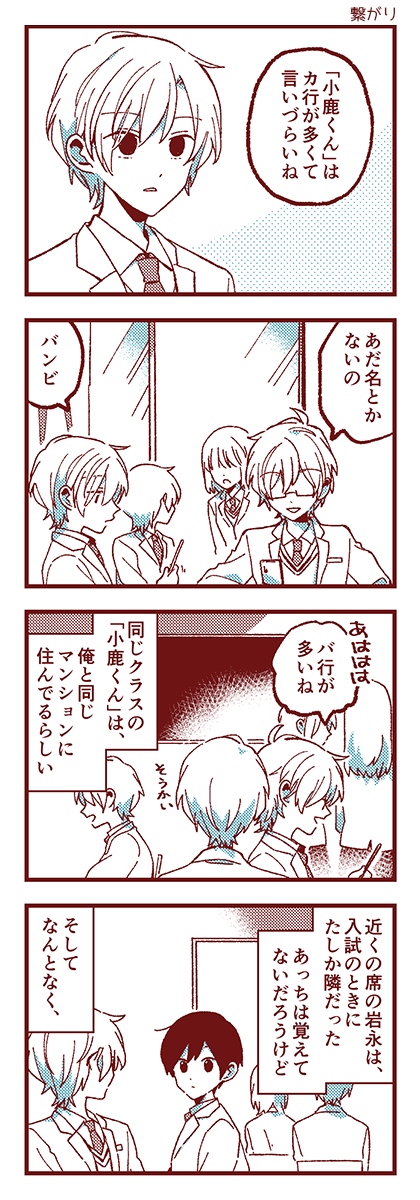 繋がり
「小鹿くん」は
カ行が多くて
言いづらいね
あだ名とか
ないの
バンビ
あははは
バ行が
多いね
そうかい
同じクラスの
「小鹿くん」は、
俺と同じ
マンションに
住んでるらしい
近くの席の岩永は、
入試のときに
たしか隣だった
あっちは覚えて
ないだろうけど
そして
なんとなく、